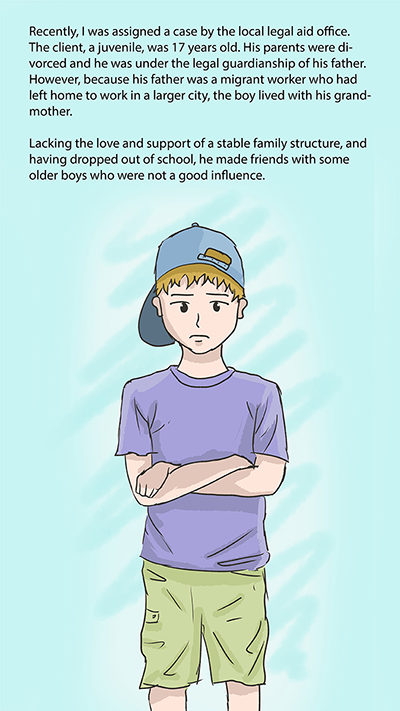 Recently, I was assigned a case by the local legal aid office.
The client, a juvenile, was 17 years old. His parents were di-
vorced and he was under the legal guardianship of his father.
However, because his father was a migrant worker who had
left home to work in a larger city, the boy lived with his grand-
mother.
Lacking the love and support of a stable family structure, and
having dropped out of school, he made friends with some
older boys who were not a good influence.